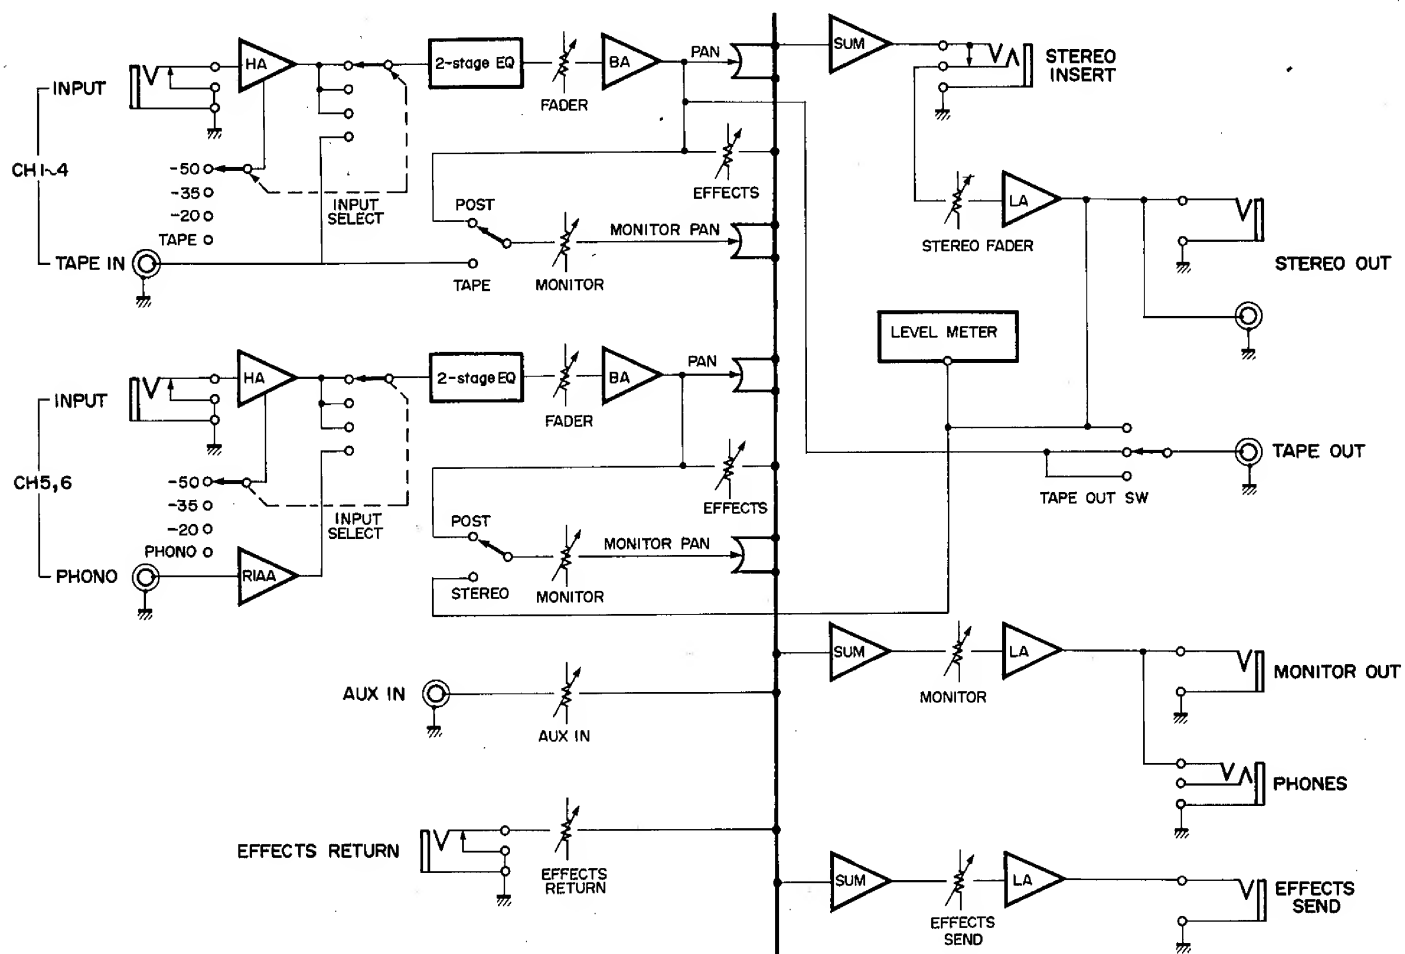 INPUT
CH1~4
TAPE IN
HA
-50
-35
-20
TAPE
INPUT
SELECT
2-stage EQ
FADER
BA
PAN
EFFECTS
POST
TAPE
MONITOR
MONITOR PAN
INPUT
CH5,6
PHONO
HA
-50
-35
-20
PHONO
RIAA
INPUT
SELECT
2-stage EQ
FADER
BA
PAN
EFFECTS
POST
STEREO
MONITOR
MONITOR PAN
AUX IN
AUX IN
EFFECTS RETURN
EFFECTS
RETURN
SUM
STEREO
INSERT
STEREO FADER
LA
STEREO OUT
LEVEL METER
TAPE OUT SW
TAPE OUT
SUM
MONITOR
LA
MONITOR OUT
PHONES
SUM
EFFECTS
SEND
LA
EFFECTS
SEND